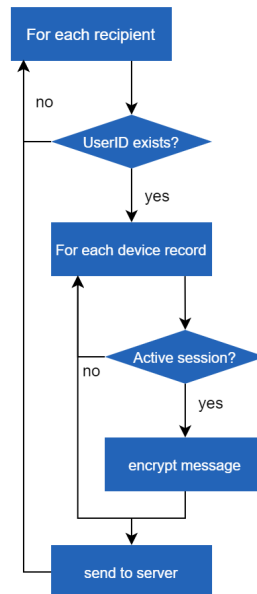 For each recipient
no
UserID exists?
yes
For each device record
Active session?
no
yes
encrypt message
send to server